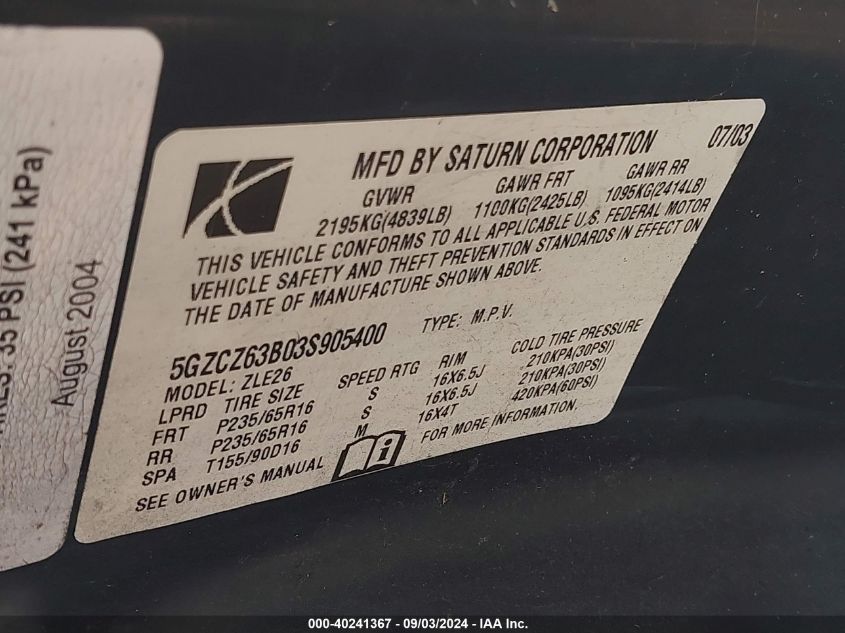 MFD BY SATURN CORPORATION 07/03
GVWR GAWR FRT GAWR RR
2195KG(4839LB) 1100KG(2425LB) 1095KG(2414LB)
THIS VEHICLE CONFORMS TO ALL APPLICABLE U.S. FEDERAL MOTOR
VEHICLE SAFETY AND THEFT PREVENTION STANDARDS IN EFFECT ON
THE DATE OF MANUFACTURE SHOWN ABOVE.
5GZCZ63B03S905400 TYPE: M.P.V.
MODEL: ZLE26
LPRD TIRE SIZE SPEED RTG RIM COLD TIRE PRESSURE
FRT P235/65R16 S 16X6.5J 210KPA(30PSI)
RR P235/65R16 S 16X6.5J 210KPA(30PSI)
SPA T155/90D16 M 16X4T 420KPA(60PSI)
SEE OWNER'S MANUAL i FOR MORE INFORMATION.
35 PSI (241 kPa)
August 2004
000-40241367 - 09/03/2024 - IAA Inc.